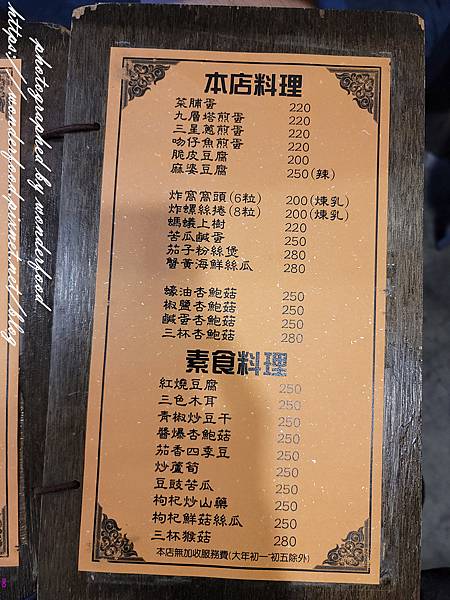 本店料理
菜脯蛋 220
九層塔煎蛋 220
三星蔥煎蛋 220
吻仔魚煎蛋 220
脆皮豆腐 200
麻婆豆腐 250(辣)
炸窩窩頭(6粒) 200(煉乳)
炸螺絲捲(8粒) 200(煉乳)
螞蟻上樹 220
苦瓜鹹蛋 250
茄子粉絲煲 280
蟹黃海鮮絲瓜 280
蠔油杏鮑菇 250
椒鹽杏鮑菇 250
鹹蛋杏鮑菇 250
三杯杏鮑菇 280
素食料理
紅燒豆腐 250
三色木耳 250
青椒炒豆干 250
醬爆杏鮑菇 250
茄香四季豆 250
炒蘆筍 250
豆豉苦瓜 250
枸杞炒山藥 250
枸杞鮮菇絲瓜 250
三杯猴菇 280
本店無加收服務費(大年初一~初五除外)
photographed by wonderfood
https://wonderfood.pixnet.net/blog